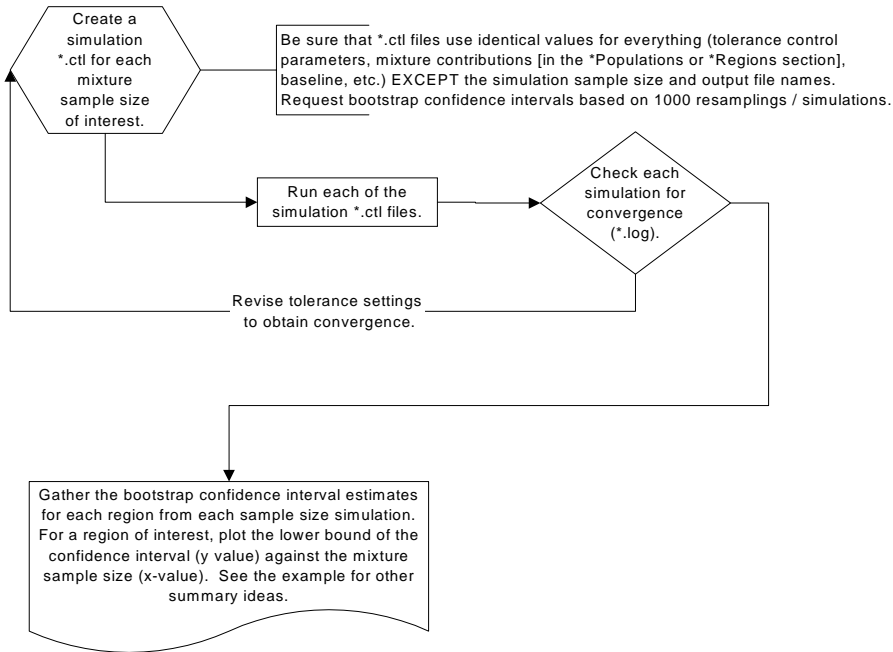 Create a
simulation
*.ctl for each
mixture
sample size
of interest.
Be sure that *.ctl files use identical values for everything (tolerance control
parameters, mixture contributions [in the *Populations or *Regions section],
baseline, etc.) EXCEPT the simulation sample size and output file names.
Request bootstrap confidence intervals based on 1000 resamplings / simulations.
Run each of the
simulation *.ctl files.
Check each
simulation for
convergence
(*.log).
Revise tolerance settings
to obtain convergence.
Gather the bootstrap confidence interval estimates
for each region from each sample size simulation.
For a region of interest, plot the lower bound of the
confidence interval (y value) against the mixture
sample size (x-value). See the example for other
summary ideas.